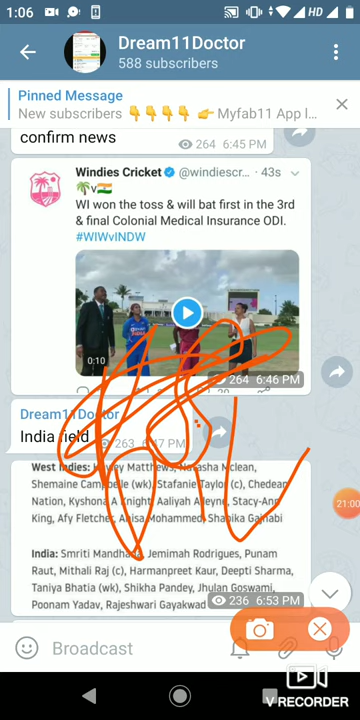 1:06 HD
Dream11Doctor
588 subscribers
Pinned Message
New subscribers 👇👇👇👇 👉 Myfab11 App l...
confirm news
264 6:45 PM
Windies Cricket @windiescr... · 43s
🌴v🇮🇳
WI won the toss & will bat first in the 3rd
& final Colonial Medical Insurance ODI.
#WIWvINDW
0:10
264 6:46 PM
Dream11Doctor
India field
263
West Indies: Hayley Matthews, Natasha Mclean,
Shemaine Campbelle (wk), Stafanie Taylor (c), Chedean
Nation, Kyshona A Knight, Aaliyah Alleyne, Stacy-Ann
King, Afy Fletcher, Anisa Mohammed, Shabika Gajnabi
21:00
India: Smriti Mandhana, Jemimah Rodrigues, Punam
Raut, Mithali Raj (c), Harmanpreet Kaur, Deepti Sharma,
Taniya Bhatia (wk), Shikha Pandey, Jhulan Goswami,
Poonam Yadav, Rajeshwari Gayakwad
236 6:53 PM
Broadcast
V RECORDER